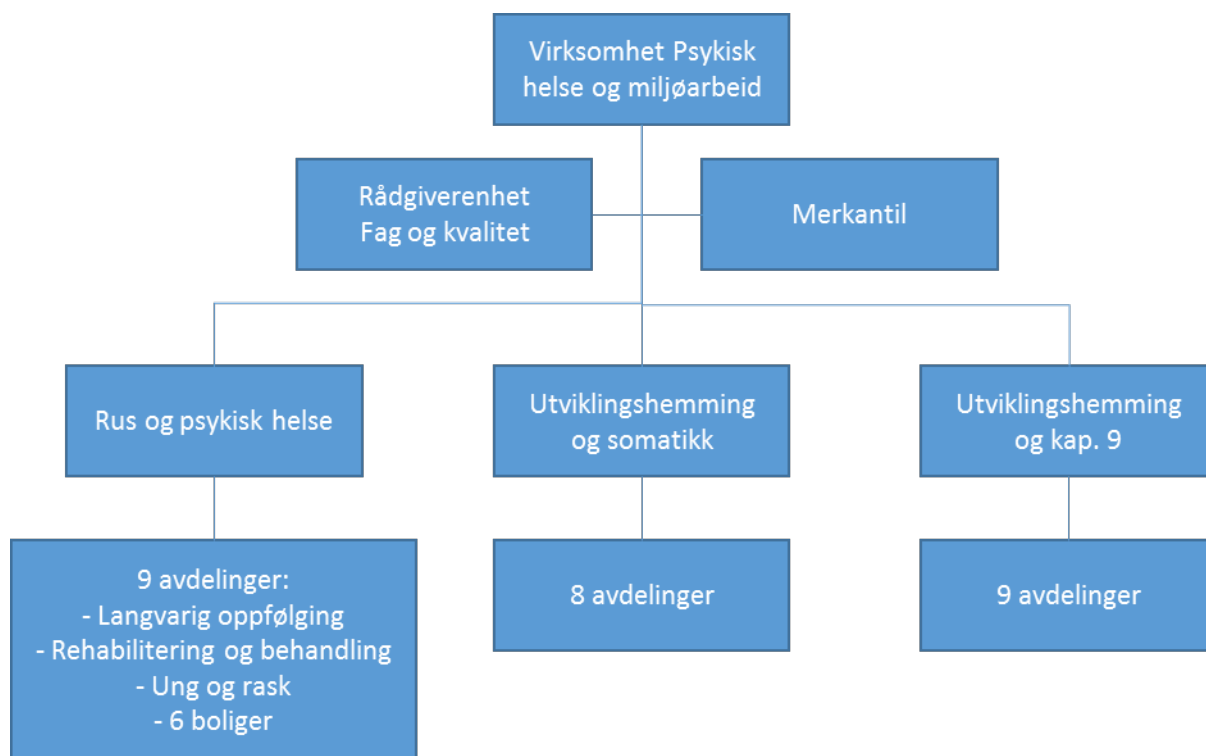 Virksomhet Psykisk
helse og miljøarbeid
Rådgiverenhet
Fag og kvalitet
Merkantil
Rus og psykisk helse
Utviklingshemming
og somatikk
Utviklingshemming
og kap. 9
9 avdelinger:
- Langvarig oppfølging
- Rehabilitering og behandling
- Ung og rask
- 6 boliger
8 avdelinger
9 avdelinger